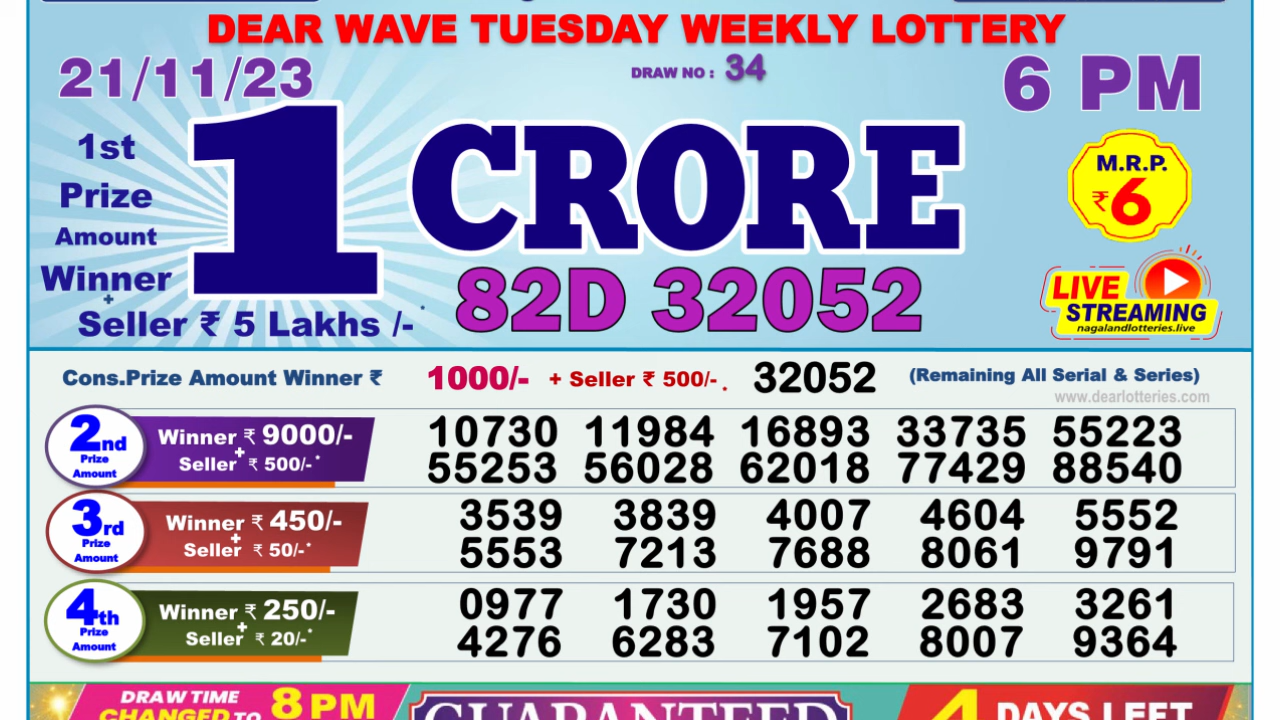 DEAR WAVE TUESDAY WEEKLY LOTTERY
21/11/23
DRAW NO : 34
6 PM
1st
Prize
Amount
Winner
+
Seller ₹ 5 Lakhs /-*
1 CRORE
82D 32052
M.R.P.
₹6
LIVE
STREAMING
nagalandlotteries.live
Cons.Prize Amount Winner ₹ 1000/- + Seller ₹ 500/- . 32052 (Remaining All Serial & Series)
www.dearlotteries.com
2nd
Prize
Amount
Winner ₹ 9000/-
+
Seller ₹ 500/-*
10730 11984 16893 33735 55223
55253 56028 62018 77429 88540
3rd
Prize
Amount
Winner ₹ 450/-
+
Seller ₹ 50/-*
3539 3839 4007 4604 5552
5553 7213 7688 8061 9791
4th
Prize
Amount
Winner ₹ 250/-
+
Seller ₹ 20/-*
0977 1730 1957 2683 3261
4276 6283 7102 8007 9364
DRAW TIME
CHANGED TO
8 PM
GUARANTEED
4 DAYS LEFT